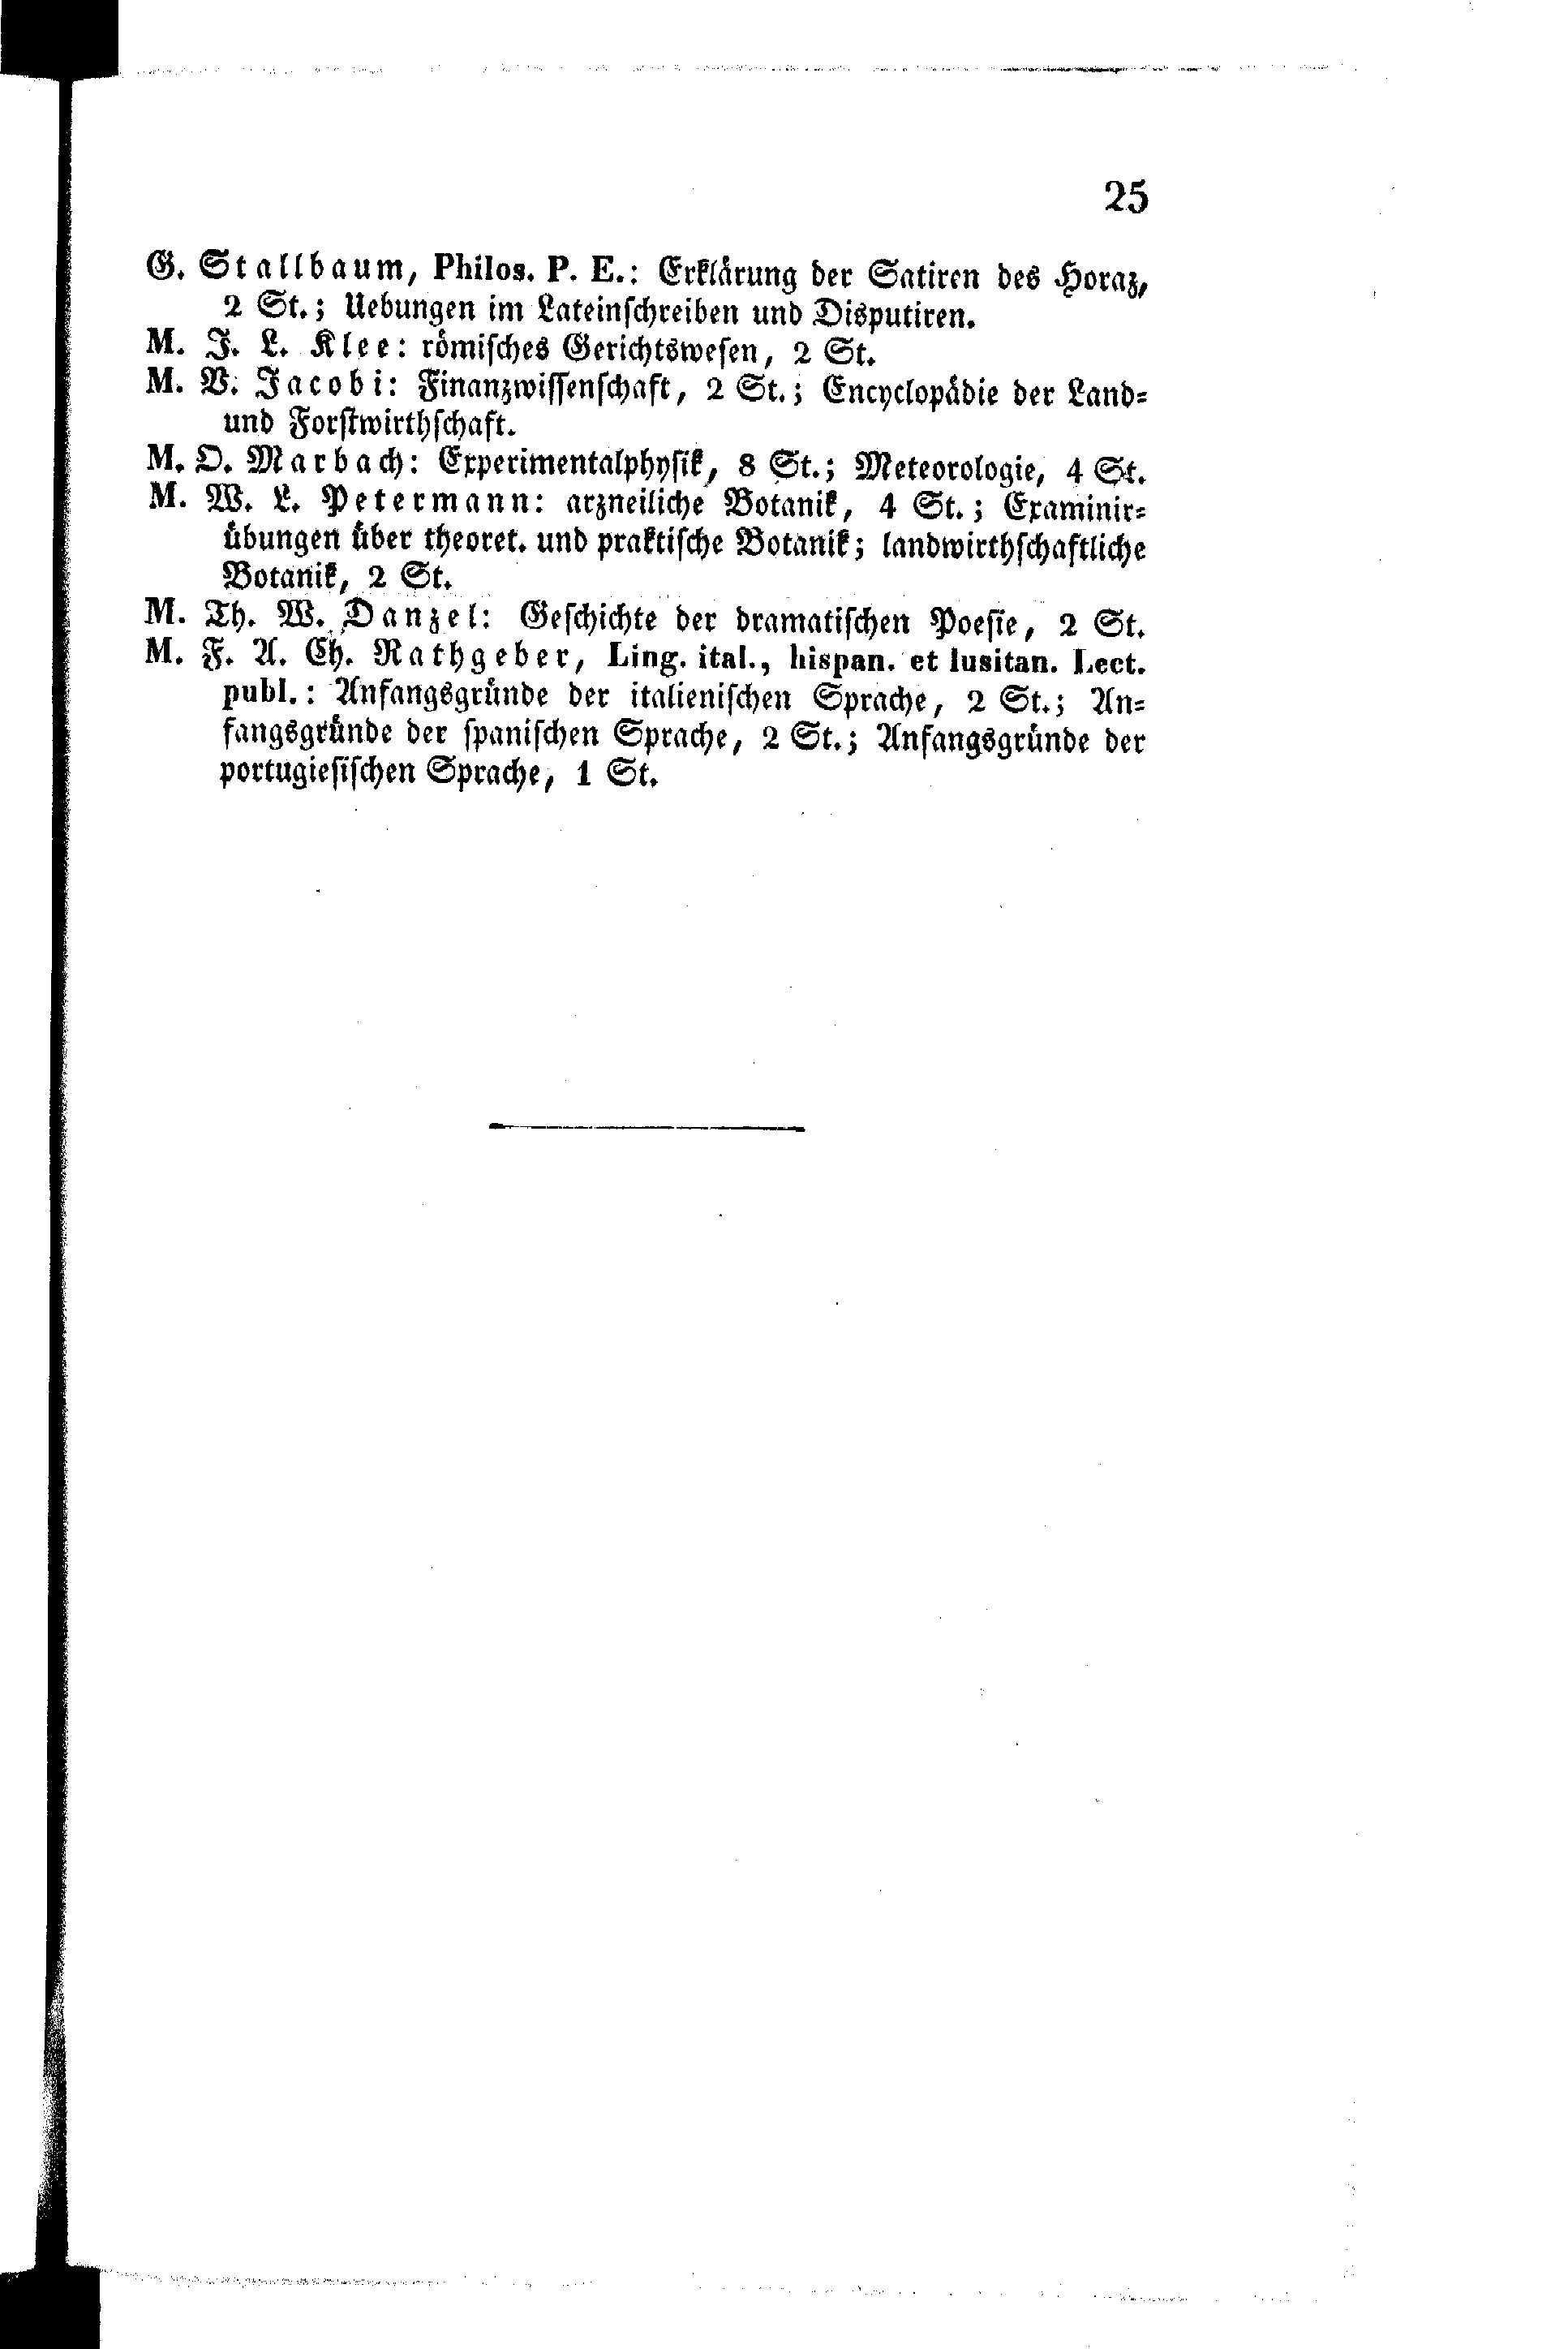 25
G. Stallbaum, Philos. P. E.: Erklärung der Satiren des Horaz,
2 St.; Uebungen im Lateinschreiben und Disputiren.
M. J. L. Klee: römisches Gerichtswesen, 2 St.
M. V. Jacobi: Finanzwissenschaft, 2 St.; Encyclopädie der Land-
und Forstwirthschaft.
M. O. Marbach: Experimentalphysik, 8 St.; Meteorologie, 4 St.
M. W. L. Petermann: arzneiliche Botanik, 4 St.; Examinir-
übungen über theoret. und praktische Botanik; landwirthschaftliche
Botanik, 2 St.
M. Th. W. Danzel: Geschichte der dramatischen Poesie, 2 St.
M. F. A. Ch. Rathgeber, Ling. ital., hispan. et lusitan. Lect.
publ.: Anfangsgründe der italienischen Sprache, 2 St.; An-
fangsgründe der spanischen Sprache, 2 St.; Anfangsgründe der
portugiesischen Sprache, 1 St.